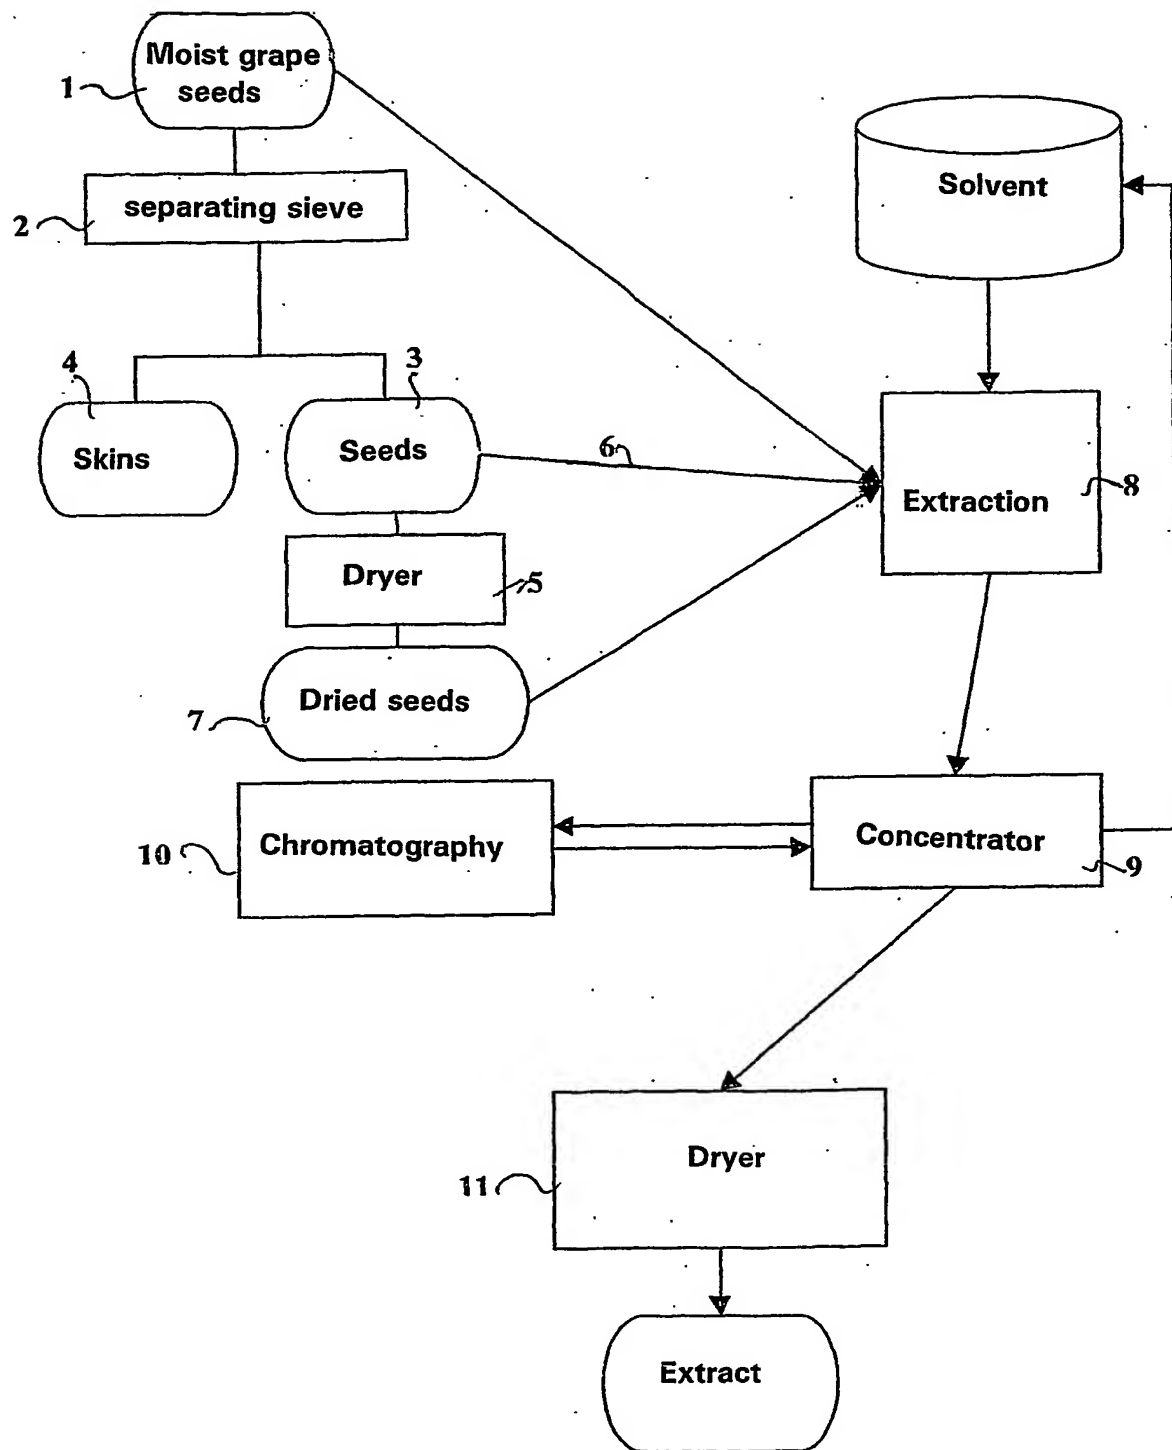 Moist grape
seeds
1
separating sieve
2
Solvent
4
3
Skins
Seeds
6
Extraction
8
Dryer
5
Dried seeds
7
Chromatography
10
Concentrator
9
Dryer
11
Extract